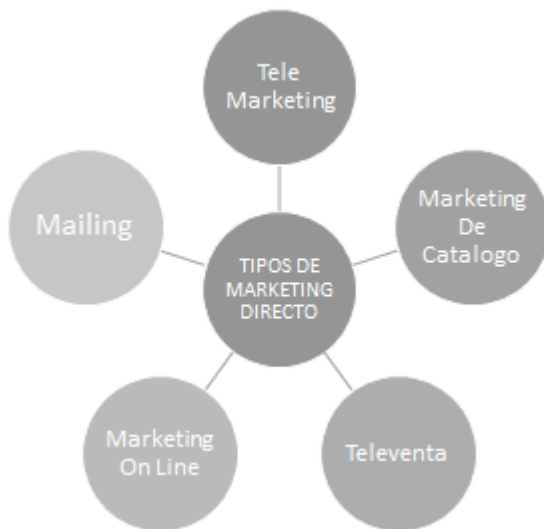 Tele
Marketing
Mailing
Marketing
De
Catalogo
TIPOS DE
MARKETING
DIRECTO
Marketing
On Line
Televenta